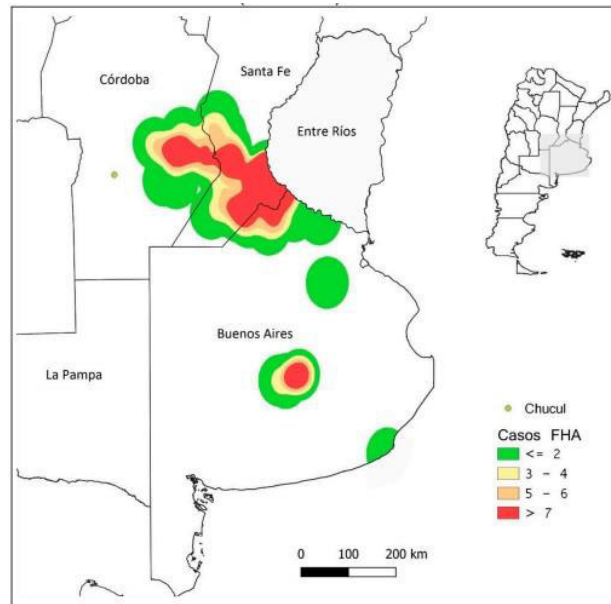 Córdoba
Santa Fe
Entre Ríos
Buenos Aires
La Pampa
Chucul
Casos FHA
<= 2
3 - 4
5 - 6
> 7
0 100 200 km